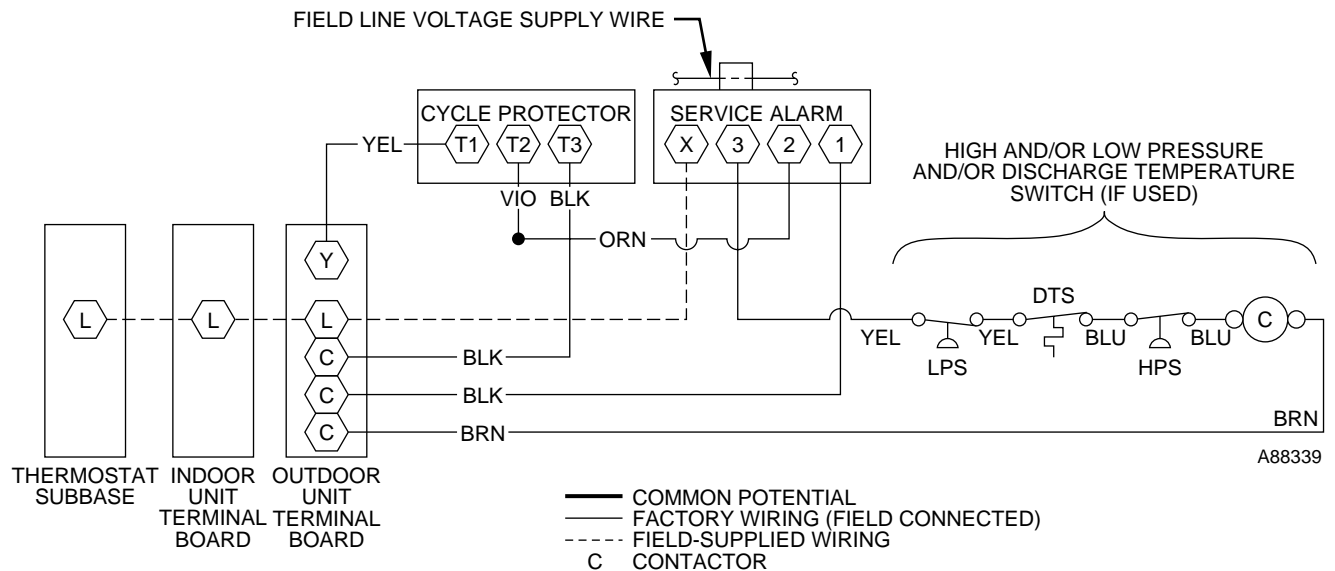 FIELD LINE VOLTAGE SUPPLY WIRE
CYCLE PROTECTOR
T1 T2 T3
SERVICE ALARM
X 3 2 1
YEL
VIO BLK
ORN
HIGH AND/OR LOW PRESSURE
AND/OR DISCHARGE TEMPERATURE
SWITCH (IF USED)
Y
L L L
C
C
C
BLK
BLK
BRN
YEL
LPS
YEL
DTS
BLU
HPS
BLU
C
BRN
A88339
THERMOSTAT
SUBBASE
INDOOR
UNIT
TERMINAL
BOARD
OUTDOOR
UNIT
TERMINAL
BOARD
COMMON POTENTIAL
FACTORY WIRING (FIELD CONNECTED)
FIELD-SUPPLIED WIRING
C CONTACTOR